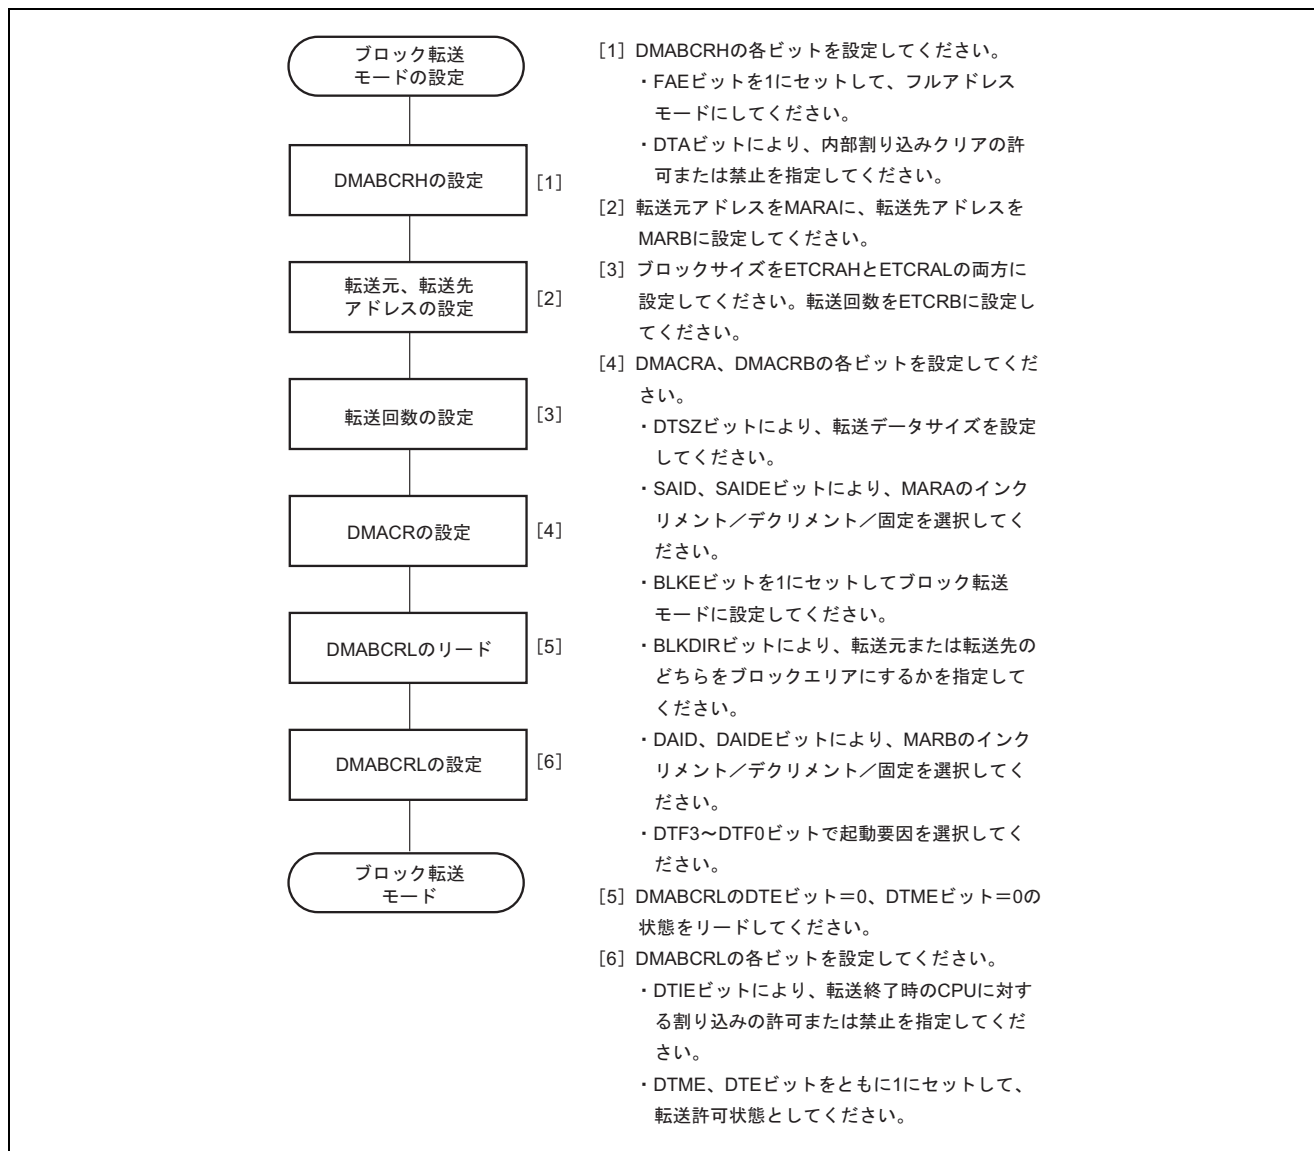 ブロック転送
モードの設定
DMABCRHの設定
[1]
転送元、転送先
アドレスの設定
[2]
転送回数の設定
[3]
DMACRの設定
[4]
DMABCRLのリード
[5]
DMABCRLの設定
[6]
ブロック転送
モード
[1] DMABCRHの各ビットを設定してください。
・FAEビットを1にセットして、フルアドレス
モードにしてください。
・DTAビットにより、内部割り込みクリアの許
可または禁止を指定してください。
[2] 転送元アドレスをMARAに、転送先アドレスを
MARBに設定してください。
[3] ブロックサイズをETCRAHとETCRALの両方に
設定してください。転送回数をETCRBに設定し
てください。
[4] DMACRA、DMACRBの各ビットを設定してくだ
さい。
・DTSZビットにより、転送データサイズを設定
してください。
・SAID、SAIDEビットにより、MARAのインク
リメント／デクリメント／固定を選択してく
ださい。
・BLKEビットを1にセットしてブロック転送
モードに設定してください。
・BLKDIRビットにより、転送元または転送先の
どちらをブロックエリアにするかを指定して
ください。
・DAID、DAIDEビットにより、MARBのインク
リメント／デクリメント／固定を選択してく
ださい。
・DTF3～DTF0ビットで起動要因を選択してく
ださい。
[5] DMABCRLのDTEビット＝0、DTMEビット＝0の
状態をリードしてください。
[6] DMABCRLの各ビットを設定してください。
・DTIEビットにより、転送終了時のCPUに対す
る割り込みの許可または禁止を指定してくだ
さい。
・DTME、DTEビットをともに1にセットして、
転送許可状態としてください。